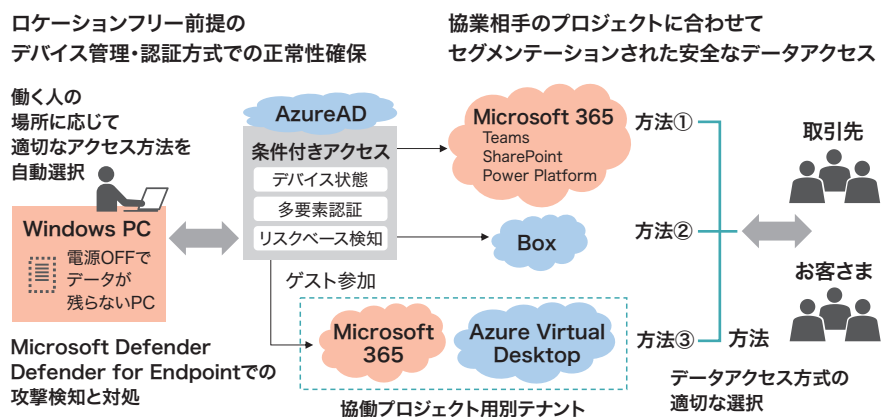 ロケーションフリー前提の
デバイス管理・認証方式での正常性確保
協業相手のプロジェクトに合わせて
セグメンテーションされた安全なデータアクセス
働く人の
場所に応じて
適切なアクセス方法を
自動選択
Windows PC
電源OFFで
データが
残らないPC
Microsoft Defender
Defender for Endpointでの
攻撃検知と対処
AzureAD
条件付きアクセス
デバイス状態
多要素認証
リスクベース検知
ゲスト参加
Microsoft 365
Teams
SharePoint
Power Platform
Box
Microsoft
365
Azure Virtual
Desktop
協働プロジェクト用別テナント
方法①
方法②
方法③
方法
取引先
お客さま
データアクセス方式の
適切な選択